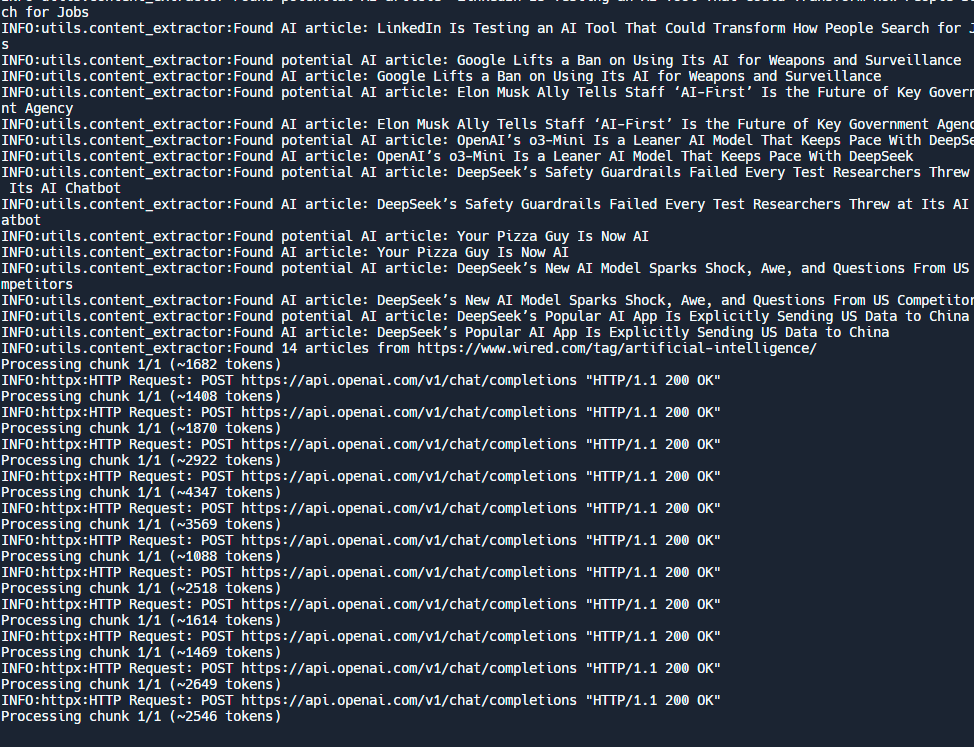 ch for Jobs
INFO:utils.content_extractor:Found AI article: LinkedIn Is Testing an AI Tool That Could Transform How People Search for J
s
INFO:utils.content_extractor:Found potential AI article: Google Lifts a Ban on Using Its AI for Weapons and Surveillance
INFO:utils.content_extractor:Found AI article: Google Lifts a Ban on Using Its AI for Weapons and Surveillance
INFO:utils.content_extractor:Found potential AI article: Elon Musk Ally Tells Staff ‘AI-First’ Is the Future of Key Govern
nt Agency
INFO:utils.content_extractor:Found AI article: Elon Musk Ally Tells Staff ‘AI-First’ Is the Future of Key Government Agenc
INFO:utils.content_extractor:Found potential AI article: OpenAI’s o3-Mini Is a Leaner AI Model That Keeps Pace With DeepSe
INFO:utils.content_extractor:Found AI article: OpenAI’s o3-Mini Is a Leaner AI Model That Keeps Pace With DeepSeek
INFO:utils.content_extractor:Found potential AI article: DeepSeek’s Safety Guardrails Failed Every Test Researchers Threw
Its AI Chatbot
INFO:utils.content_extractor:Found AI article: DeepSeek’s Safety Guardrails Failed Every Test Researchers Threw at Its AI
atbot
INFO:utils.content_extractor:Found potential AI article: Your Pizza Guy Is Now AI
INFO:utils.content_extractor:Found AI article: Your Pizza Guy Is Now AI
INFO:utils.content_extractor:Found potential AI article: DeepSeek’s New AI Model Sparks Shock, Awe, and Questions From US
mpetitors
INFO:utils.content_extractor:Found AI article: DeepSeek’s New AI Model Sparks Shock, Awe, and Questions From US Competitor
INFO:utils.content_extractor:Found potential AI article: DeepSeek’s Popular AI App Is Explicitly Sending US Data to China
INFO:utils.content_extractor:Found AI article: DeepSeek’s Popular AI App Is Explicitly Sending US Data to China
INFO:utils.content_extractor:Found 14 articles from https://www.wired.com/tag/artificial-intelligence/
Processing chunk 1/1 (~1682 tokens)
INFO:httpx:HTTP Request: POST https://api.openai.com/v1/chat/completions "HTTP/1.1 200 OK"
Processing chunk 1/1 (~1408 tokens)
INFO:httpx:HTTP Request: POST https://api.openai.com/v1/chat/completions "HTTP/1.1 200 OK"
Processing chunk 1/1 (~1870 tokens)
INFO:httpx:HTTP Request: POST https://api.openai.com/v1/chat/completions "HTTP/1.1 200 OK"
Processing chunk 1/1 (~2922 tokens)
INFO:httpx:HTTP Request: POST https://api.openai.com/v1/chat/completions "HTTP/1.1 200 OK"
Processing chunk 1/1 (~4347 tokens)
INFO:httpx:HTTP Request: POST https://api.openai.com/v1/chat/completions "HTTP/1.1 200 OK"
Processing chunk 1/1 (~3569 tokens)
INFO:httpx:HTTP Request: POST https://api.openai.com/v1/chat/completions "HTTP/1.1 200 OK"
Processing chunk 1/1 (~1088 tokens)
INFO:httpx:HTTP Request: POST https://api.openai.com/v1/chat/completions "HTTP/1.1 200 OK"
Processing chunk 1/1 (~2518 tokens)
INFO:httpx:HTTP Request: POST https://api.openai.com/v1/chat/completions "HTTP/1.1 200 OK"
Processing chunk 1/1 (~1614 tokens)
INFO:httpx:HTTP Request: POST https://api.openai.com/v1/chat/completions "HTTP/1.1 200 OK"
Processing chunk 1/1 (~1469 tokens)
INFO:httpx:HTTP Request: POST https://api.openai.com/v1/chat/completions "HTTP/1.1 200 OK"
Processing chunk 1/1 (~2649 tokens)
INFO:httpx:HTTP Request: POST https://api.openai.com/v1/chat/completions "HTTP/1.1 200 OK"
Processing chunk 1/1 (~2546 tokens)